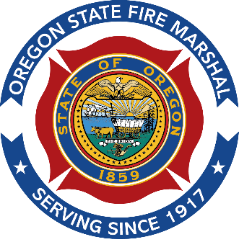 OREGON STATE FIRE MARSHAL
STATE OF OREGON
1859
SERVING SINCE 1917